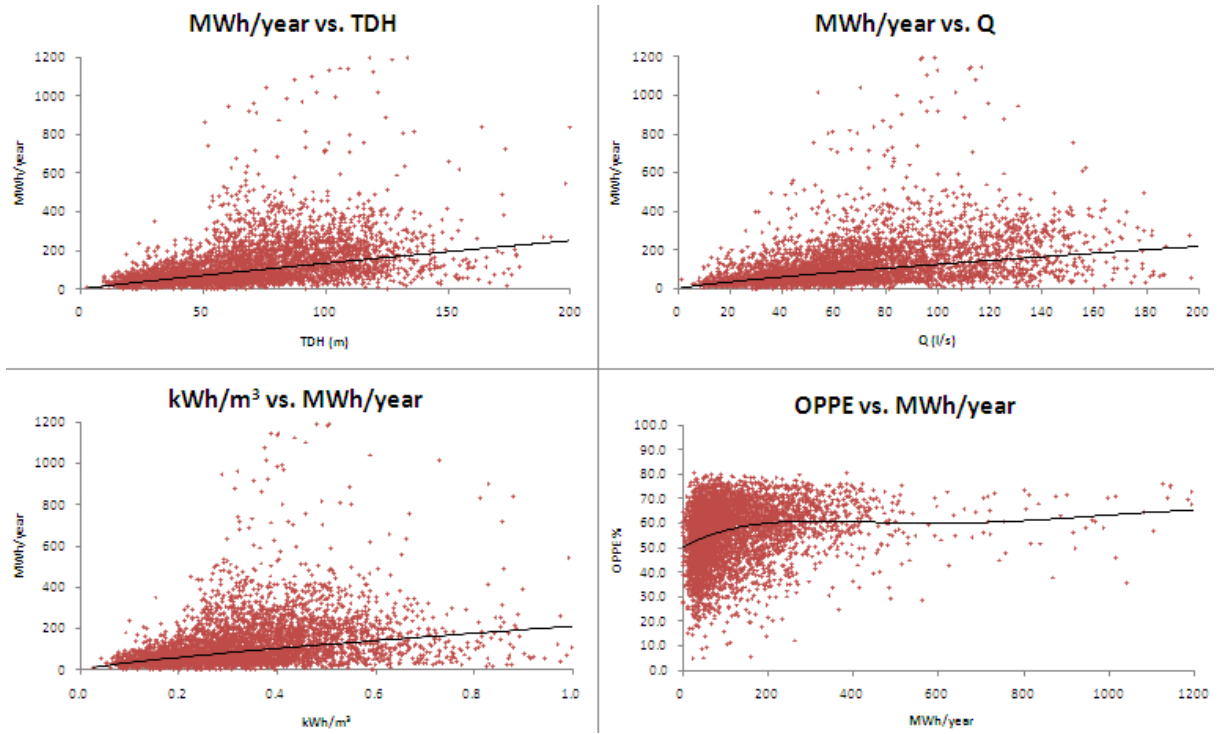 MWh/year vs. TDH
MWh/year
1200
1000
800
600
400
200
0
0 50 100 150 200
TDH (m)
MWh/year vs. Q
MWh/year
1200
1000
800
600
400
200
0
0 20 40 60 80 100 120 140 160 180 200
Q (l/s)
kWh/m³ vs. MWh/year
MWh/year
1200
1000
800
600
400
200
0
0.0 0.2 0.4 0.6 0.8 1.0
kWh/m³
OPPE vs. MWh/year
OPPE%
100.0
90.0
80.0
70.0
60.0
50.0
40.0
30.0
20.0
10.0
0.0
0 200 400 600 800 1000 1200
MWh/year